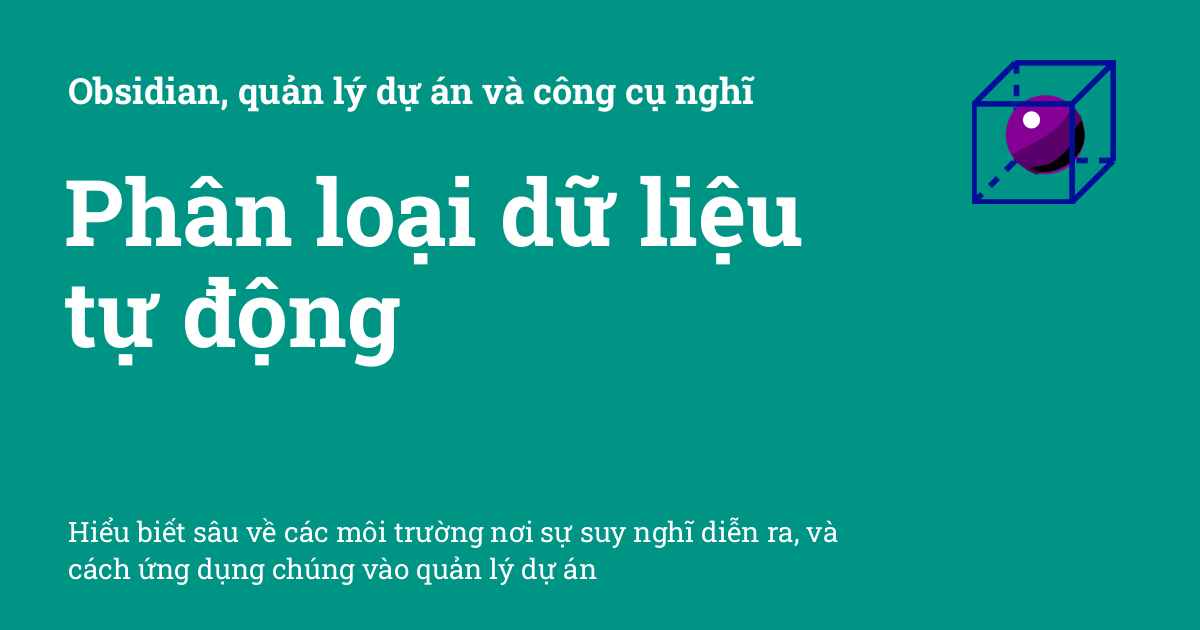 Obsidian, quản lý dự án và công cụ nghĩ
Phân loại dữ liệu
tự động
Hiểu biết sâu về các môi trường nơi sự suy nghĩ diễn ra, và
cách ứng dụng chúng vào quản lý dự án